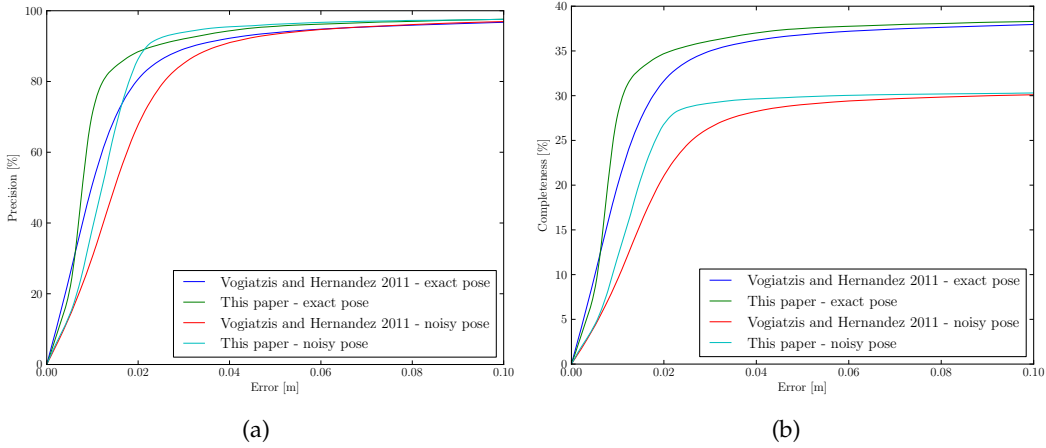 100
80
60
40
20
0
Precision [%]
0.00
0.02
0.04
0.06
0.08
0.10
Error [m]
Vogiatzis and Hernandez 2011 - exact pose
This paper - exact pose
Vogiatzis and Hernandez 2011 - noisy pose
This paper - noisy pose
(a)
40
35
30
25
20
15
10
5
0
Completeness [%]
0.00
0.02
0.04
0.06
0.08
0.10
Error [m]
Vogiatzis and Hernandez 2011 - exact pose
This paper - exact pose
Vogiatzis and Hernandez 2011 - noisy pose
This paper - noisy pose
(b)